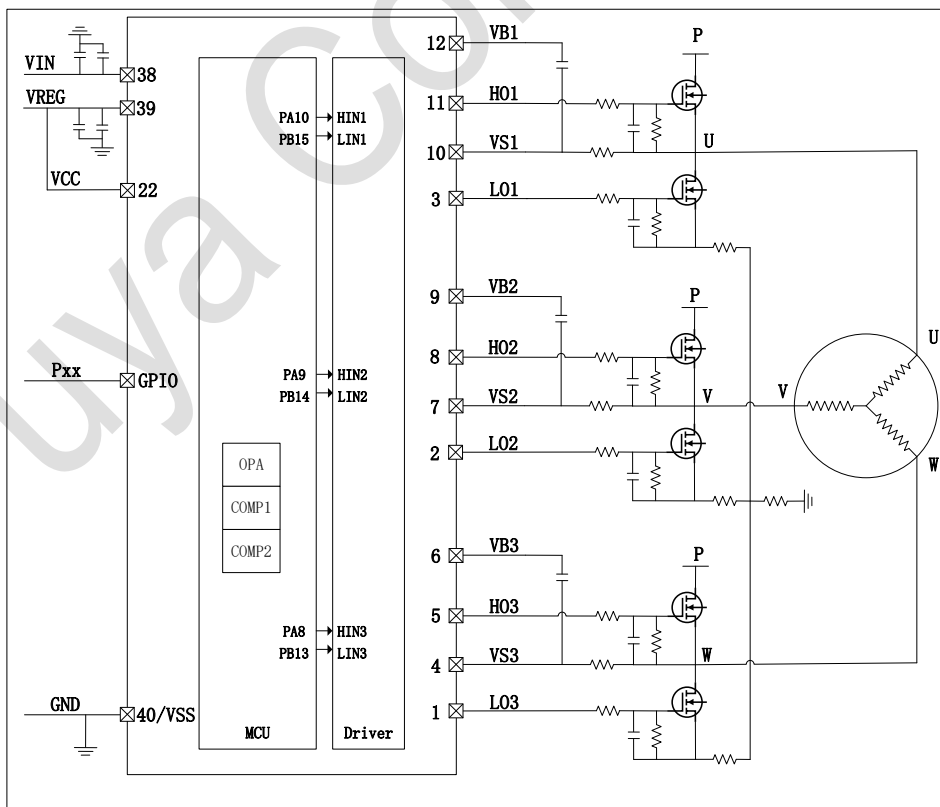 uya Co
VIN
38
VREG
39
VCC
22
Pxx
GPIO
GND
40/VSS
PA10
HIN1
PB15
LIN1
PA9
HIN2
PB14
LIN2
OPA
COMP1
COMP2
PA8
HIN3
PB13
LIN3
MCU
Driver
12
VB1
11
HO1
10
VS1
3
LO1
P
U
9
VB2
8
HO2
7
VS2
2
LO2
P
V
V
U
W
6
VB3
5
HO3
4
VS3
1
LO3
P
W